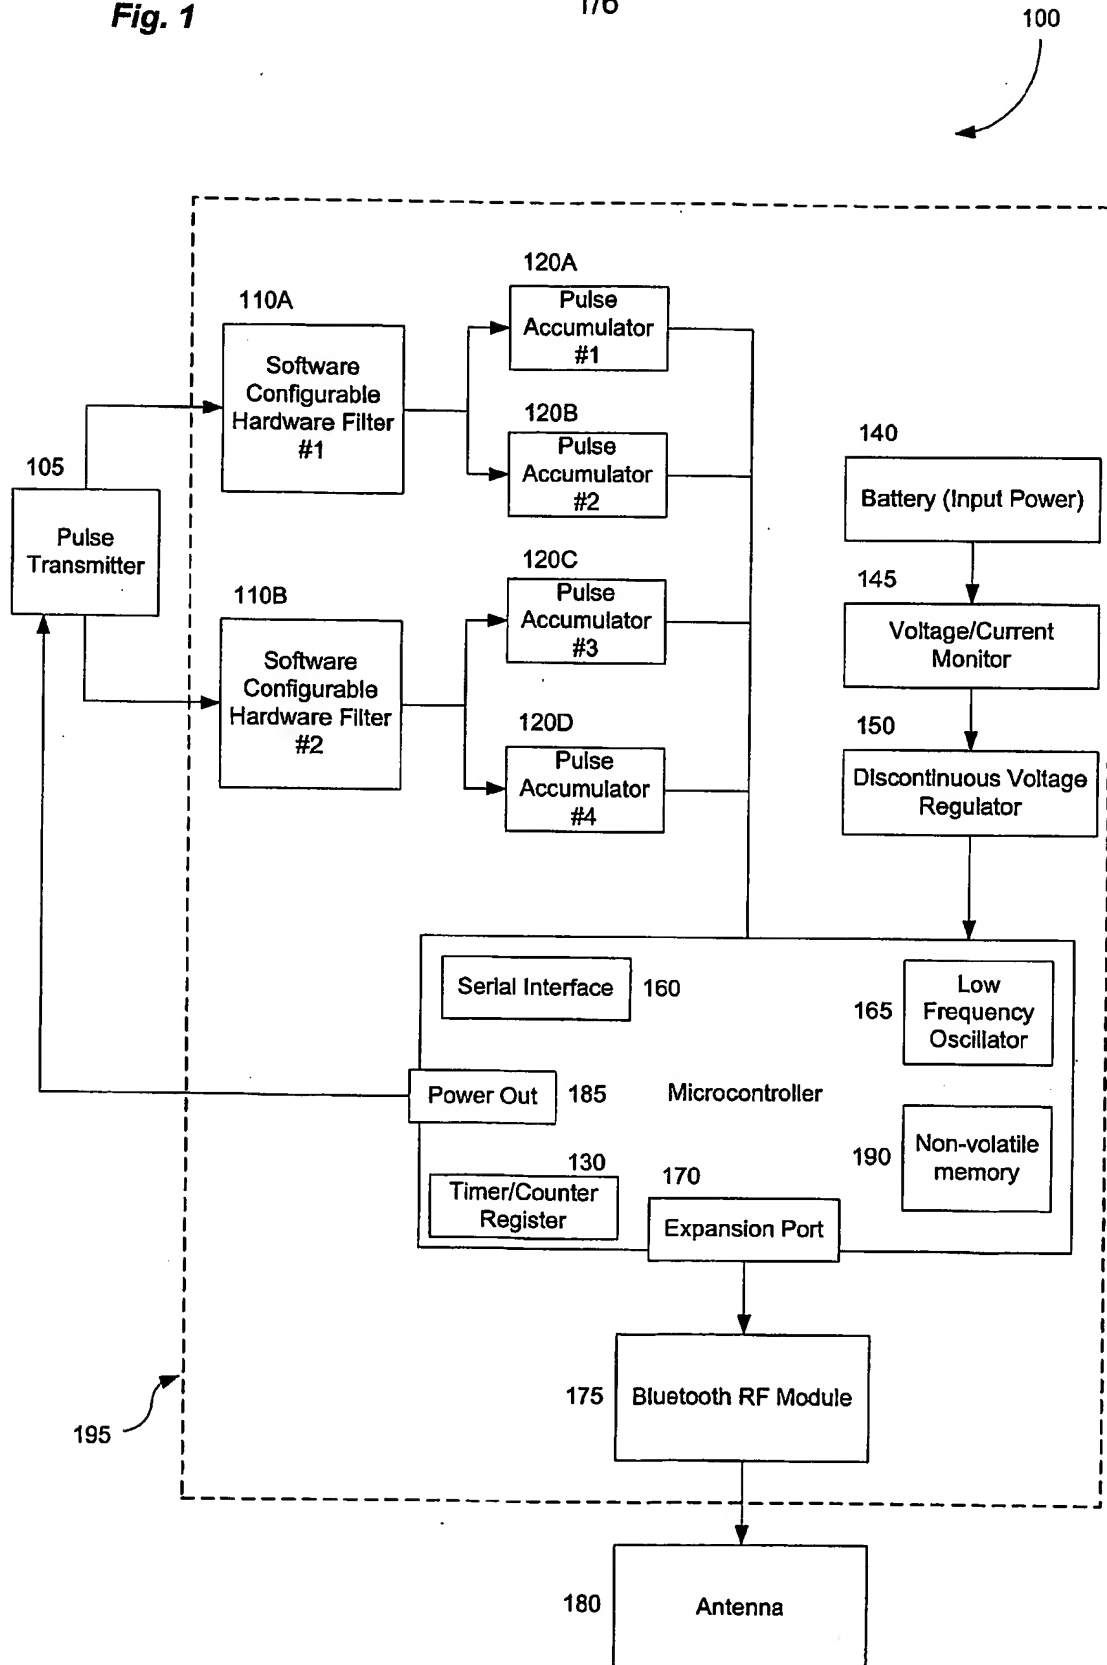 Fig. 1
1/6
100
120A
Pulse
Accumulator
#1
110A
Software
Configurable
Hardware Filter
#1
120B
Pulse
Accumulator
#2
140
Battery (Input Power)
105
Pulse
Transmitter
120C
Pulse
Accumulator
#3
145
Voltage/Current
Monitor
110B
Software
Configurable
Hardware Filter
#2
120D
Pulse
Accumulator
#4
150
Discontinuous Voltage
Regulator
Serial Interface
160
165
Low
Frequency
Oscillator
Power Out
185
Microcontroller
130
Timer/Counter
Register
170
Expansion Port
190
Non-volatile
memory
175
Bluetooth RF Module
195
180
Antenna